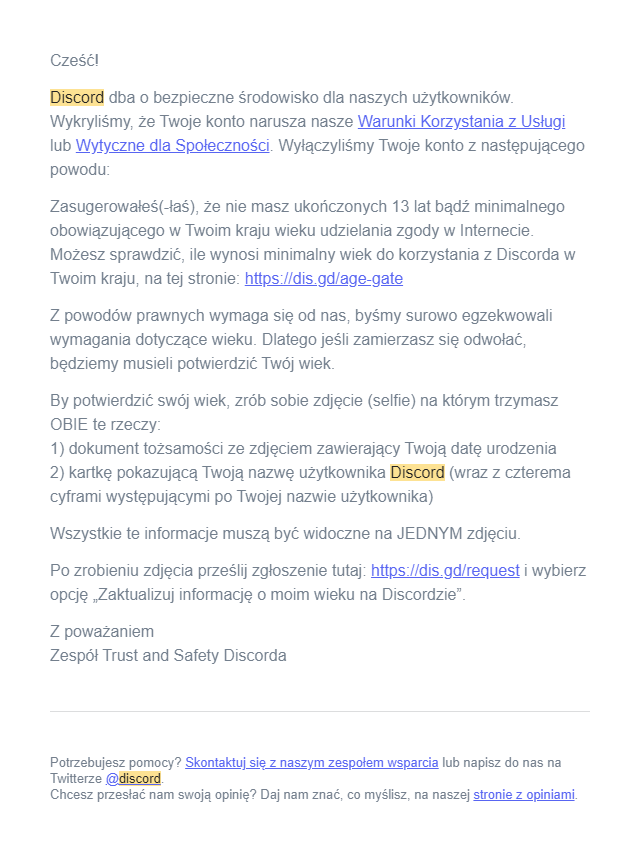 Cześć!
Discord dba o bezpieczne środowisko dla naszych użytkowników.
Wykryliśmy, że Twoje konto narusza nasze Warunki Korzystania z Usługi
lub Wytyczne dla Społeczności. Wyłączyliśmy Twoje konto z następującego
powodu:
Zasugerowałeś(-łaś), że nie masz ukończonych 13 lat bądź minimalnego
obowiązującego w Twoim kraju wieku udzielania zgody w Internecie.
Możesz sprawdzić, ile wynosi minimalny wiek do korzystania z Discorda w
Twoim kraju, na tej stronie: https://dis.gd/age-gate
Z powodów prawnych wymaga się od nas, byśmy surowo egzekwowali
wymagania dotyczące wieku. Dlatego jeśli zamierzasz się odwołać,
będziemy musieli potwierdzić Twój wiek.
By potwierdzić swój wiek, zrób sobie zdjęcie (selfie) na którym trzymasz
OBIE te rzeczy:
1) dokument tożsamości ze zdjęciem zawierający Twoją datę urodzenia
2) kartkę pokazującą Twoją nazwę użytkownika Discord (wraz z czterema
cyframi występującymi po Twojej nazwie użytkownika)
Wszystkie te informacje muszą być widoczne na JEDNYM zdjęciu.
Po zrobieniu zdjęcia prześlij zgłoszenie tutaj: https://dis.gd/request i wybierz
opcję „Zaktualizuj informację o moim wieku na Discordzie”.
Z poważaniem
Zespół Trust and Safety Discorda
Potrzebujesz pomocy? Skontaktuj się z naszym zespołem wsparcia lub napisz do nas na
Twitterze @discord.
Chcesz przesłać nam swoją opinię? Daj nam znać, co myślisz, na naszej stronie z opiniami.